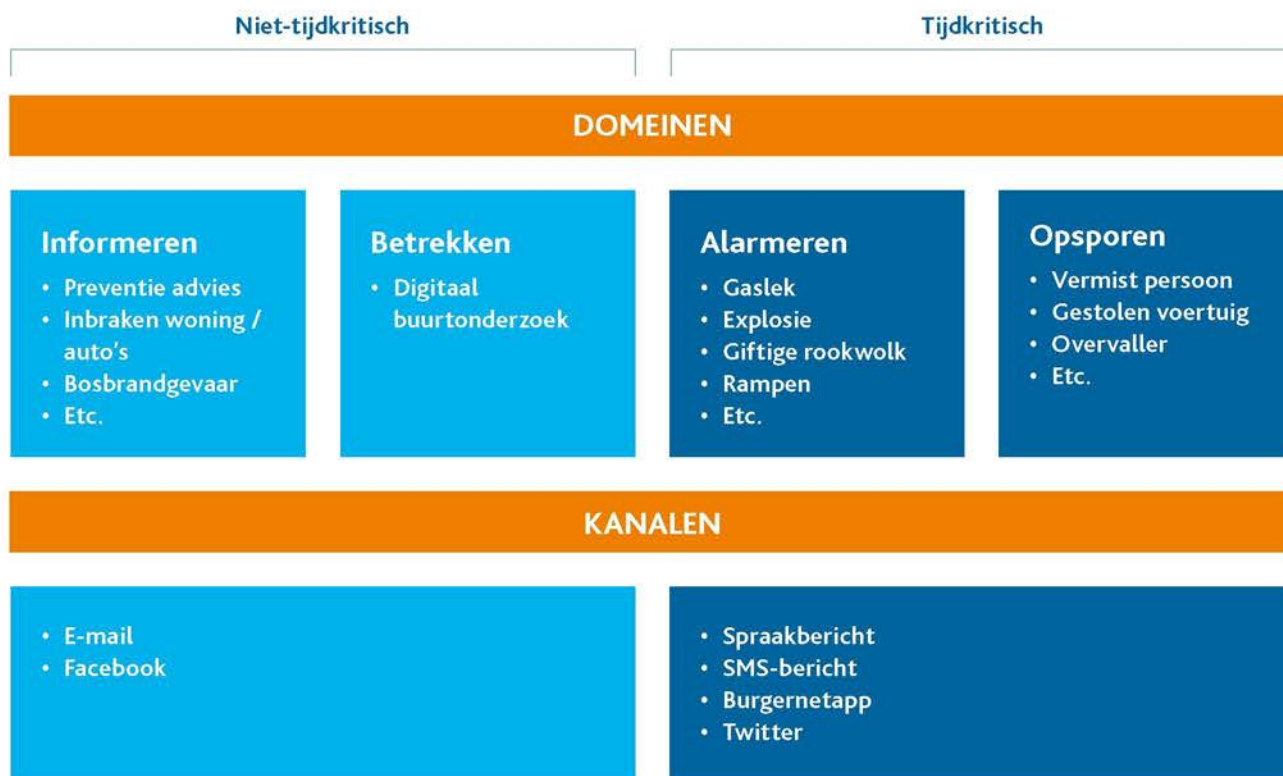 Niet-tijdkritisch
Tijdkritisch
DOMEINEN
Informeren
• Preventie advies
• Inbraken woning /
auto's
• Bosbrandgevaar
• Etc.
Betrekken
• Digitaal
buurtonderzoek
Alarmeren
• Gaslek
• Explosie
• Giftige rookwolk
• Rampen
• Etc.
Opsporen
• Vermist persoon
• Gestolen voertuig
• Overvaller
• Etc.
KANALEN
• E-mail
• Facebook
• Spraakbericht
• SMS-bericht
• Burgernetapp
• Twitter